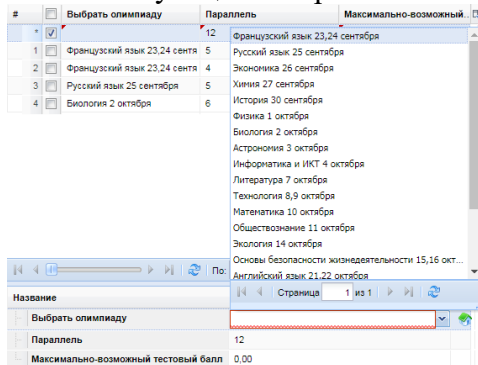 # Выбрать олимпиаду Параллель Максимально-возможный..
* 12
1 Французский язык 23,24 сентя 5
2 Французский язык 23,24 сентя 4
3 Русский язык 25 сентября 5
4 Биология 2 октября 6
Французский язык 23,24 сентября
Русский язык 25 сентября
Экономика 26 сентября
Химия 27 сентября
История 30 сентября
Физика 1 октября
Биология 2 октября
Астрономия 3 октября
Информатика и ИКТ 4 октября
Литература 7 октября
Технология 8,9 октября
Математика 10 октября
Обществознание 11 октября
Экология 14 октября
Основы безопасности жизнедеятельности 15,16 окт...
Английский язык 21,22 октября
Страница 1 из 1
По:
Название
Выбрать олимпиаду
Параллель 12
Максимально-возможный тестовый балл 0,00